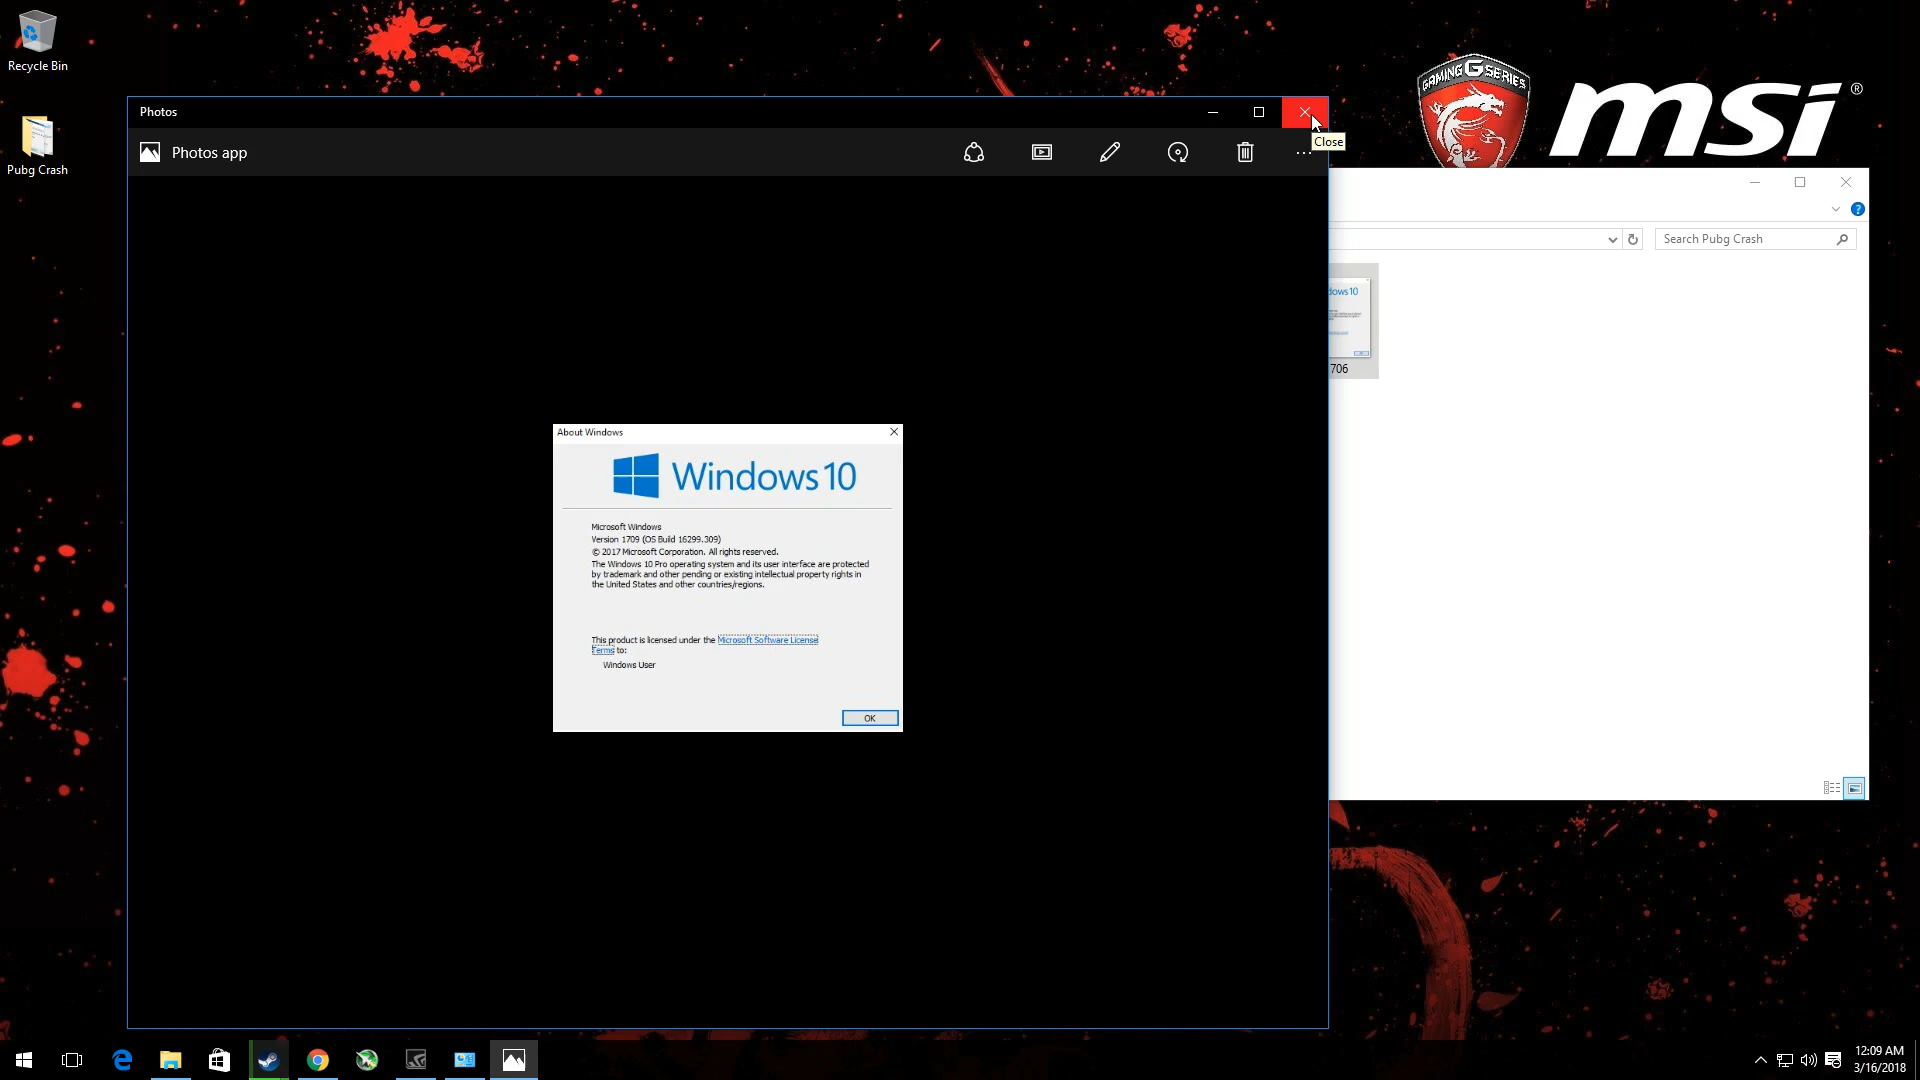 Recycle Bin
Pubg Crash
GAMING G SERIES
msi®
Photos
Photos app
Close
Search Pubg Crash
dows 10
706
About Windows
Windows 10
Microsoft Windows
Version 1709 (OS Build 16299.309)
© 2017 Microsoft Corporation. All rights reserved.
The Windows 10 Pro operating system and its user interface are protected
by trademark and other pending or existing intellectual property rights in
the United States and other countries/regions.
This product is licensed under the Microsoft Software License
Terms to:
Windows User
OK
12:09 AM
3/16/2018